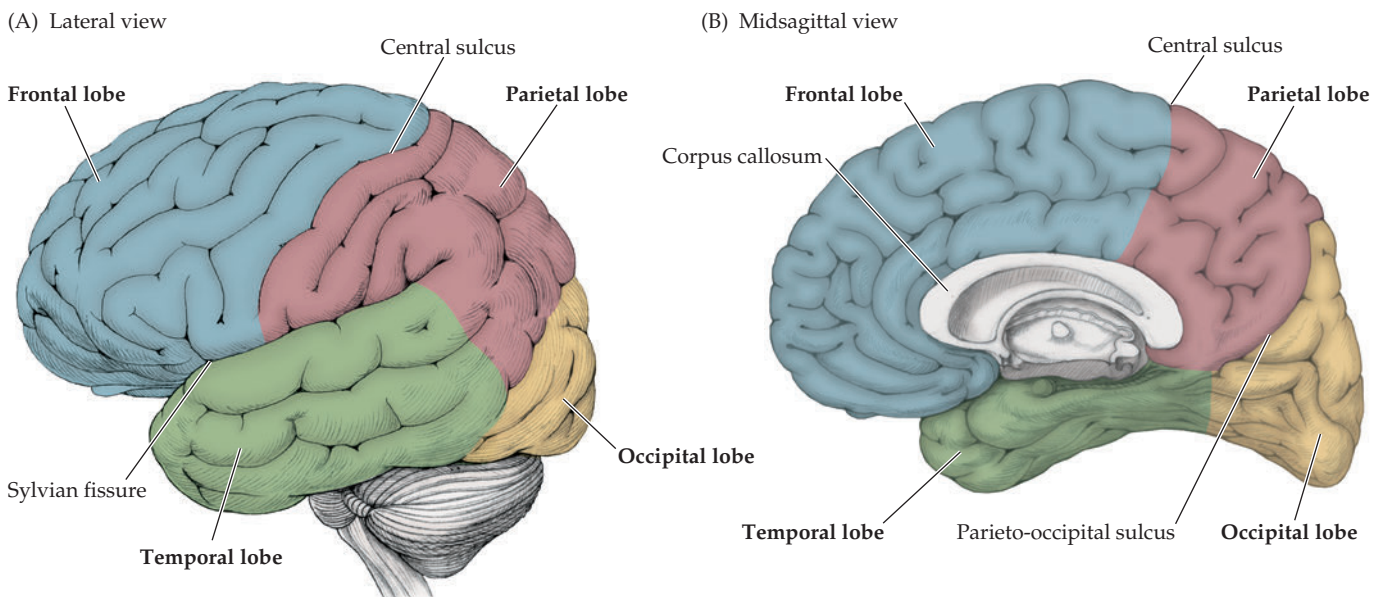 (A) Lateral view
Central sulcus
Frontal lobe
Parietal lobe
Occipital lobe
Sylvian fissure
Temporal lobe
(B) Midsagittal view
Central sulcus
Frontal lobe
Parietal lobe
Corpus callosum
Temporal lobe
Parieto-occipital sulcus
Occipital lobe